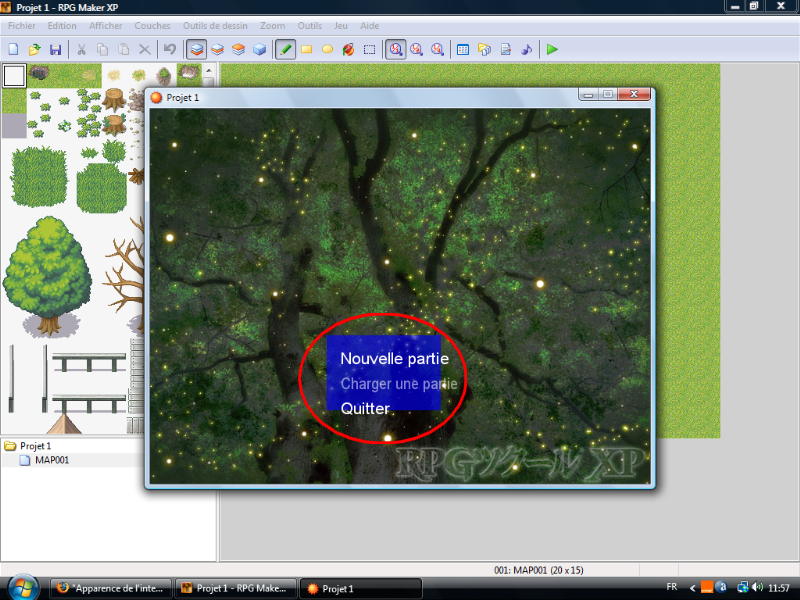 Projet 1 - RPG Maker XP
Fichier Edition Afficher Couches Outils de dessin Zoom Outils Jeu Aide
Projet 1
Nouvelle partie
Charger une partie
Quitter
RPGツクール XP
Projet 1
MAP001
001: MAP001 (20 x 15)
"Apparence de l'inte... Projet 1 - RPG Make... Projet 1 FR 11:57